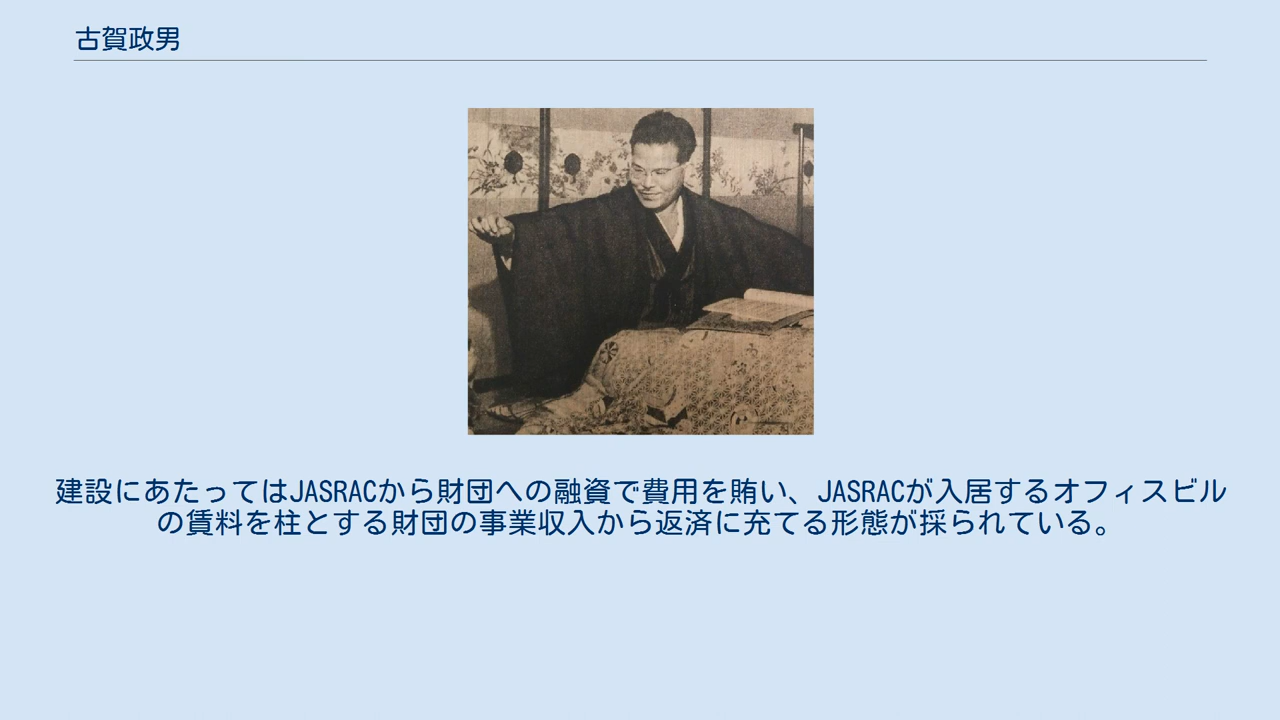 古賀政男
建設にあたってはJASRACから財団への融資で費用を賄い、JASRACが入居するオフィスビル
の賃料を柱とする財団の事業収入から返済に充てる形態が採られている。